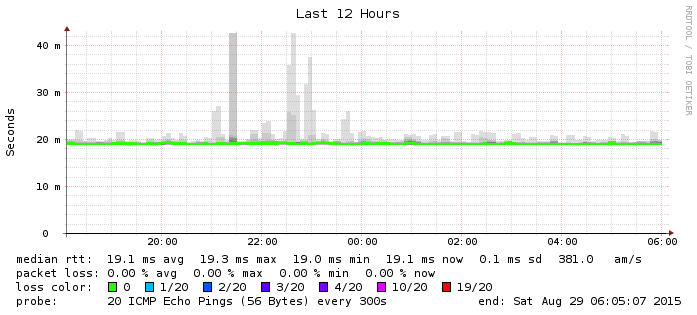 Last 12 Hours
RRDTOOL / TOBI OETIKER
Seconds
40 m
30 m
20 m
10 m
0
20:00 22:00 00:00 02:00 04:00 06:00
median rtt: 19.1 ms avg 19.3 ms max 19.0 ms min 19.1 ms now 0.1 ms sd 381.0 am/s
packet loss: 0.00 % avg 0.00 % max 0.00 % min 0.00 % now
loss color: 0 1/20 2/20 3/20 4/20 10/20 19/20
probe: 20 ICMP Echo Pings (56 Bytes) every 300s end: Sat Aug 29 06:05:07 2015